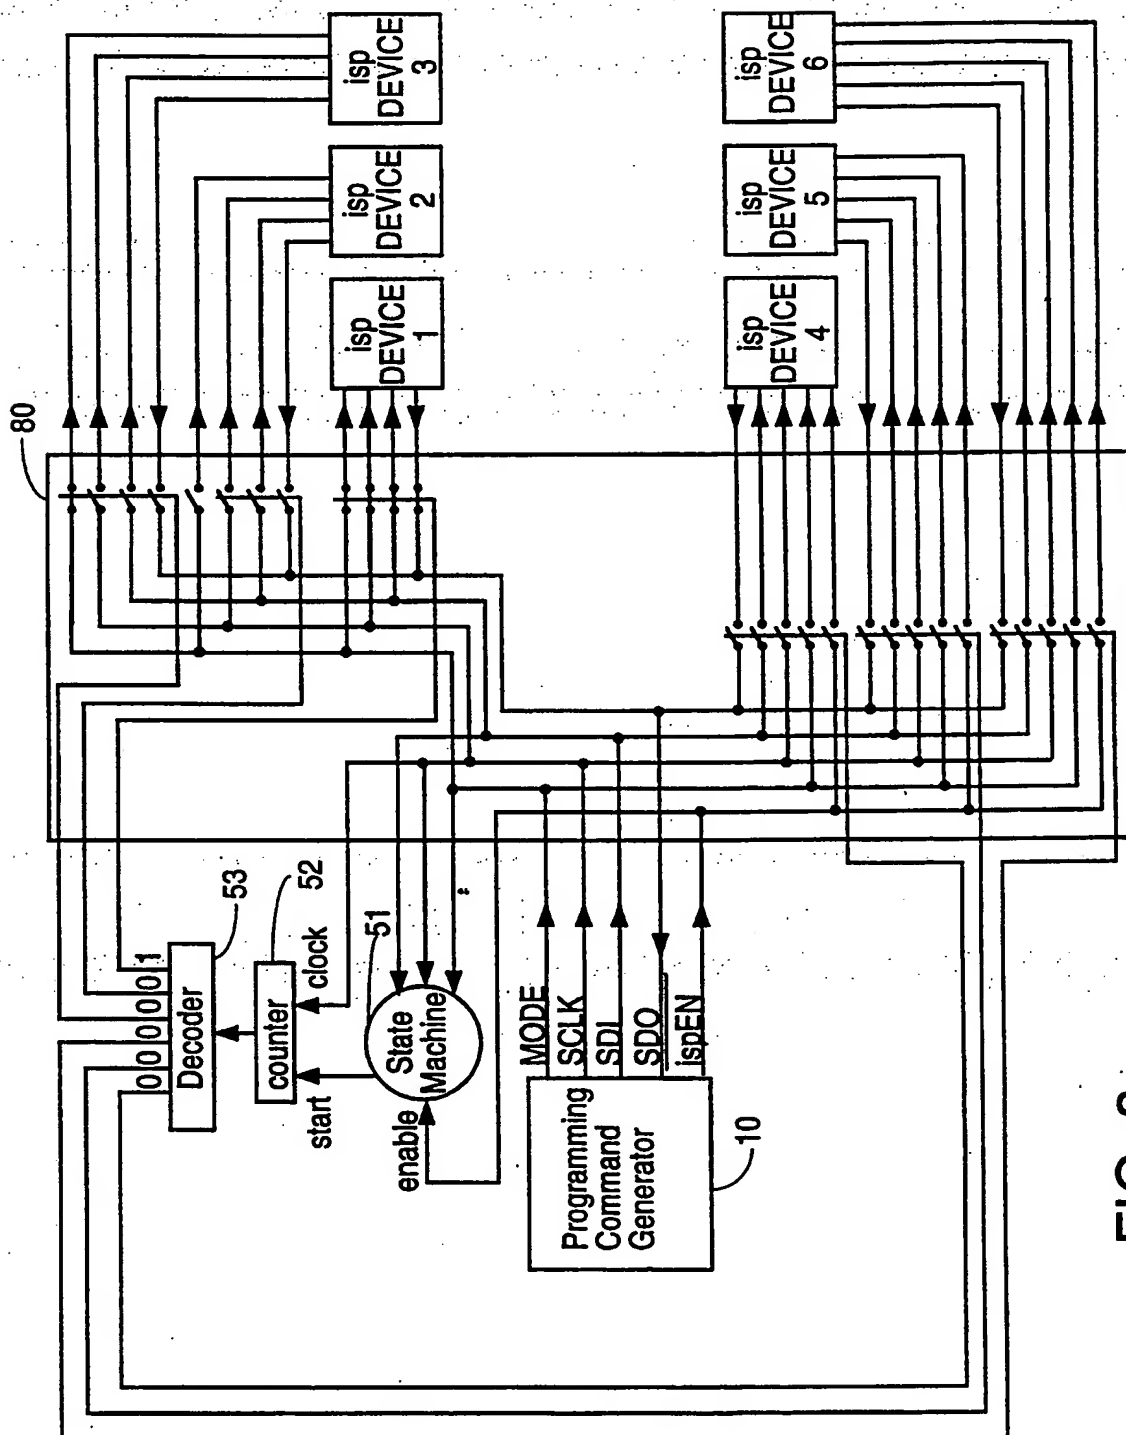 80
isp
DEVICE
3
isp
DEVICE
2
isp
DEVICE
1
isp
DEVICE
6
isp
DEVICE
5
isp
DEVICE
4
0 0 0 0 0 1
Decoder
53
counter
52
start
clock
State
Machine
51
enable
MODE
SCLK
SDI
SDO
ispEN
Programming
Command
Generator
10
FIG.